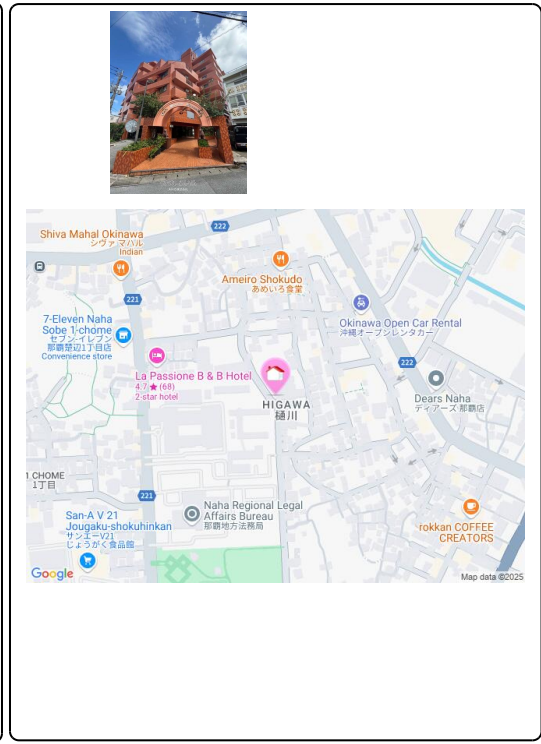 222
Shiva Mahal Okinawa
シヴァ マハル
Indian
Ameiro Shokudo
あめいろ食堂
221
7-Eleven Naha
Sobe 1-chome
セブン-イレブン
那覇楚辺1丁目店
Convenience store
Okinawa Open Car Rental
沖縄オープンレンタカー
La Passione B & B Hotel
4.7 ★ (68)
2-star hotel
222
HIGAWA
樋川
Dears Naha
ディアーズ 那覇店
1 CHOME
1丁目
221
San-A V 21
Jougaku-shokuhinkan
サンエーV21
じょうがく食品館
Naha Regional Legal
Affairs Bureau
那覇地方法務局
rokkan COFFEE
CREATORS
Google
Map data ©2025